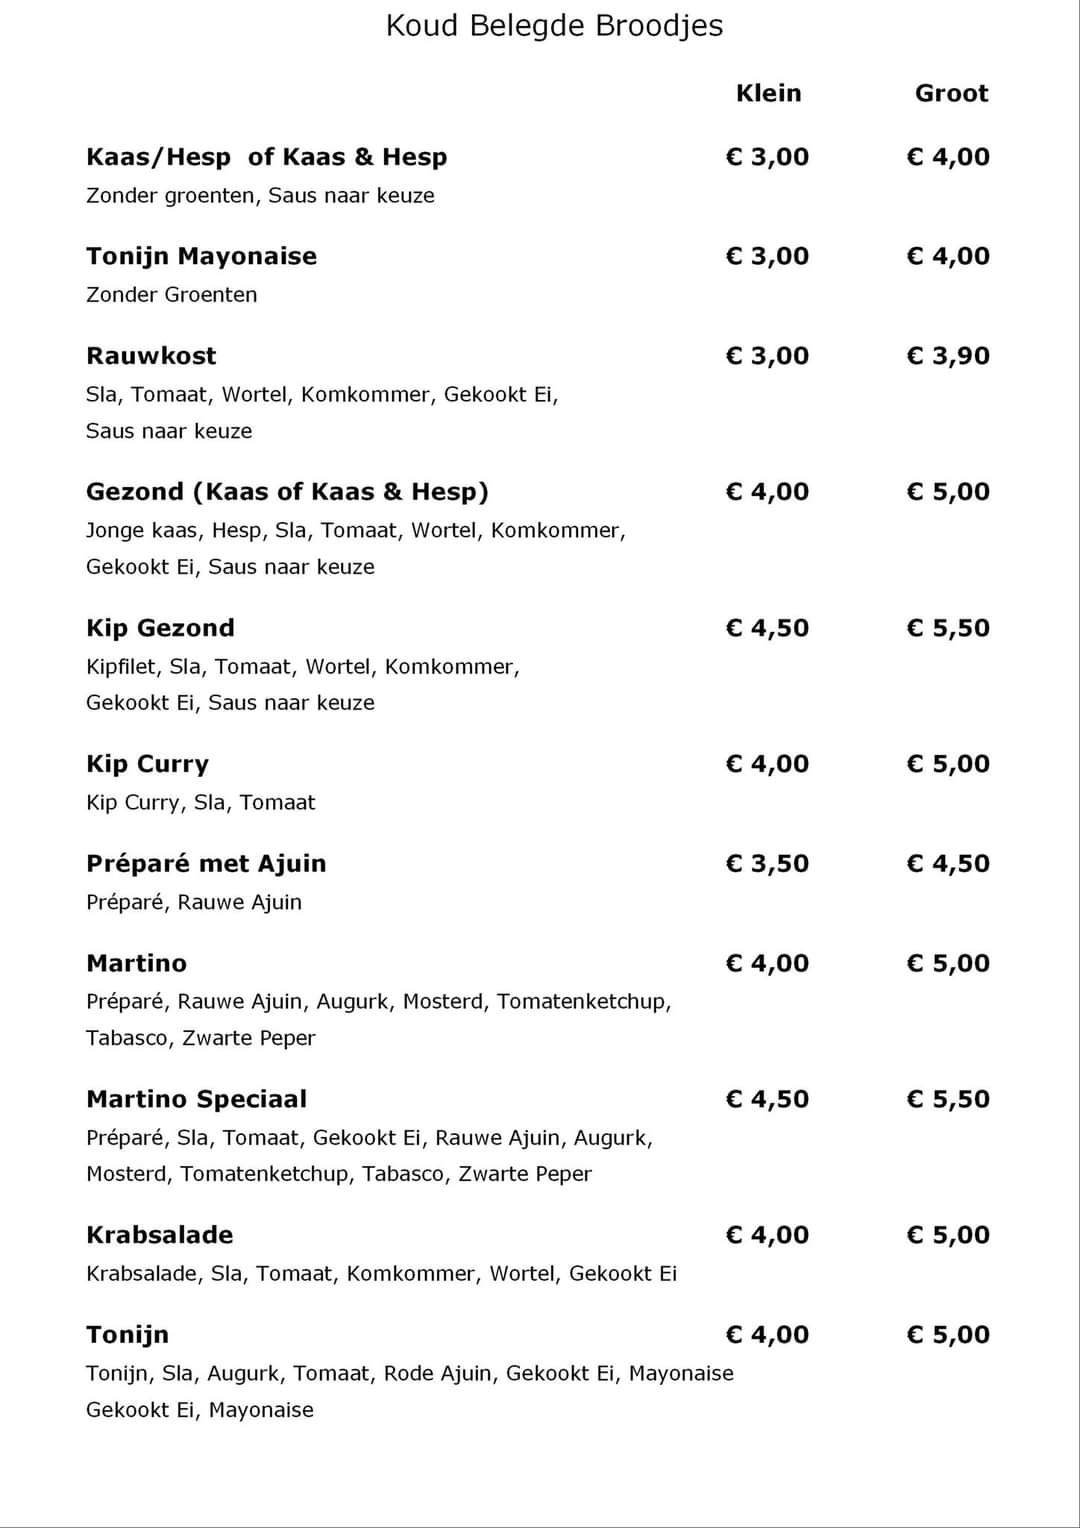 Koud Belegde Broodjes
Klein Groot
Kaas/Hesp of Kaas & Hesp € 3,00 € 4,00
Zonder groenten, Saus naar keuze
Tonijn Mayonaise € 3,00 € 4,00
Zonder Groenten
Rauwkost € 3,00 € 3,90
Sla, Tomaat, Wortel, Komkommer, Gekookt Ei,
Saus naar keuze
Gezond (Kaas of Kaas & Hesp) € 4,00 € 5,00
Jonge kaas, Hesp, Sla, Tomaat, Wortel, Komkommer,
Gekookt Ei, Saus naar keuze
Kip Gezond € 4,50 € 5,50
Kipfilet, Sla, Tomaat, Wortel, Komkommer,
Gekookt Ei, Saus naar keuze
Kip Curry € 4,00 € 5,00
Kip Curry, Sla, Tomaat
Préparé met Ajuin € 3,50 € 4,50
Préparé, Rauwe Ajuin
Martino € 4,00 € 5,00
Préparé, Rauwe Ajuin, Augurk, Mosterd, Tomatenketchup,
Tabasco, Zwarte Peper
Martino Speciaal € 4,50 € 5,50
Préparé, Sla, Tomaat, Gekookt Ei, Rauwe Ajuin, Augurk,
Mosterd, Tomatenketchup, Tabasco, Zwarte Peper
Krabsalade € 4,00 € 5,00
Krabsalade, Sla, Tomaat, Komkommer, Wortel, Gekookt Ei
Tonijn € 4,00 € 5,00
Tonijn, Sla, Augurk, Tomaat, Rode Ajuin, Gekookt Ei, Mayonaise
Gekookt Ei, Mayonaise